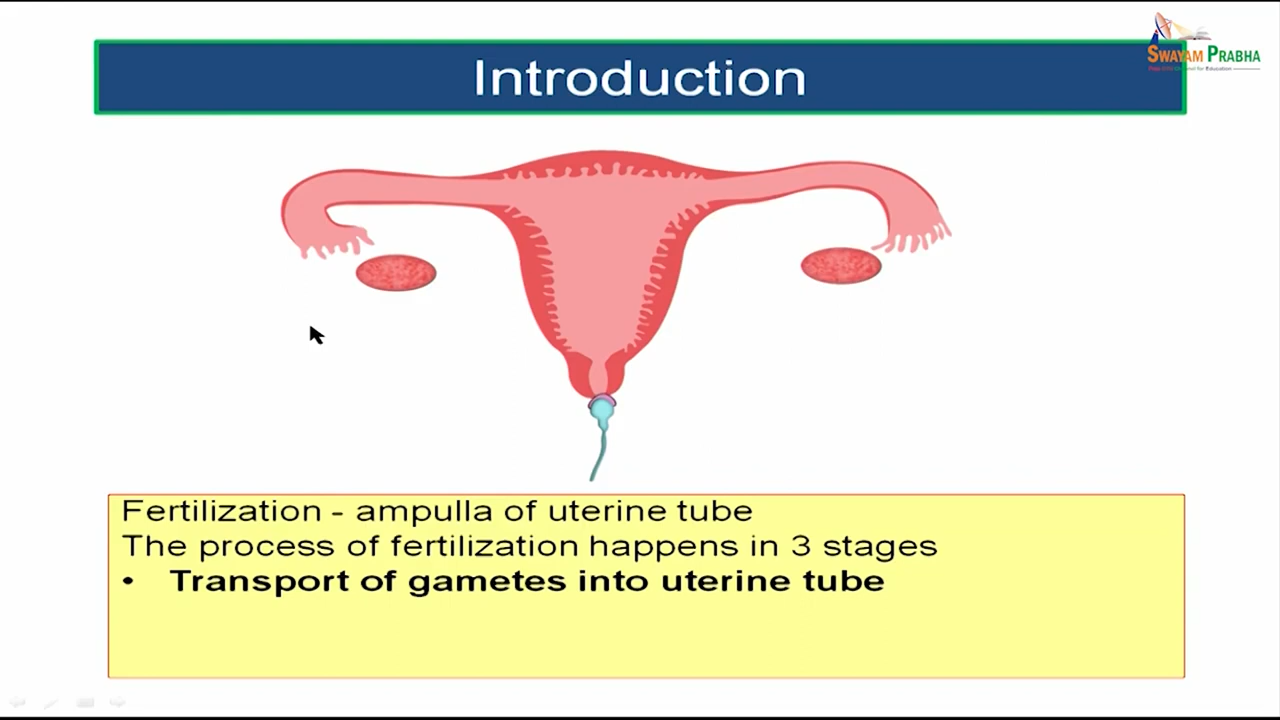 Introduction
SWAYAM PRABHA
Fertilization - ampulla of uterine tube
The process of fertilization happens in 3 stages
• Transport of gametes into uterine tube